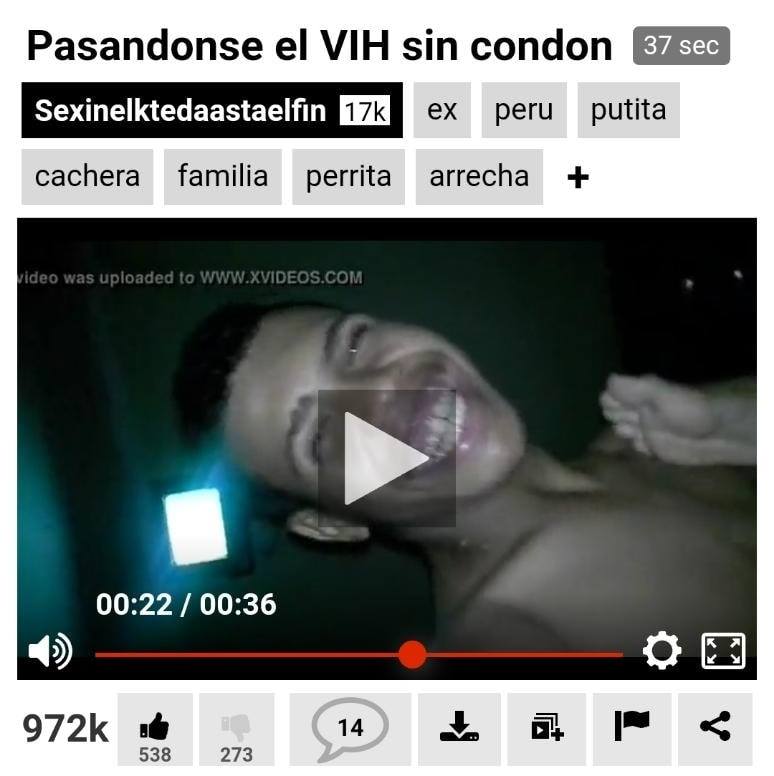 Pasandonse el VIH sin condon 37 sec
Sexinelktedaastaelfin 17k ex peru putita
cachera familia perrita arrecha +
video was uploaded to WWW.XVIDEOS.COM
00:22 / 00:36
972k 538 273 14